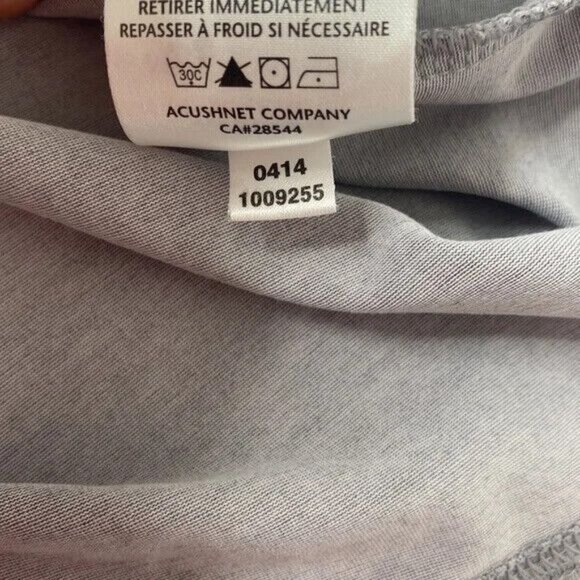 RETIRER IMMÉDIATEMENT
REPASSER À FROID SI NÉCESSAIRE
30C
ACUSHNET COMPANY
CA#28544
0414
1009255